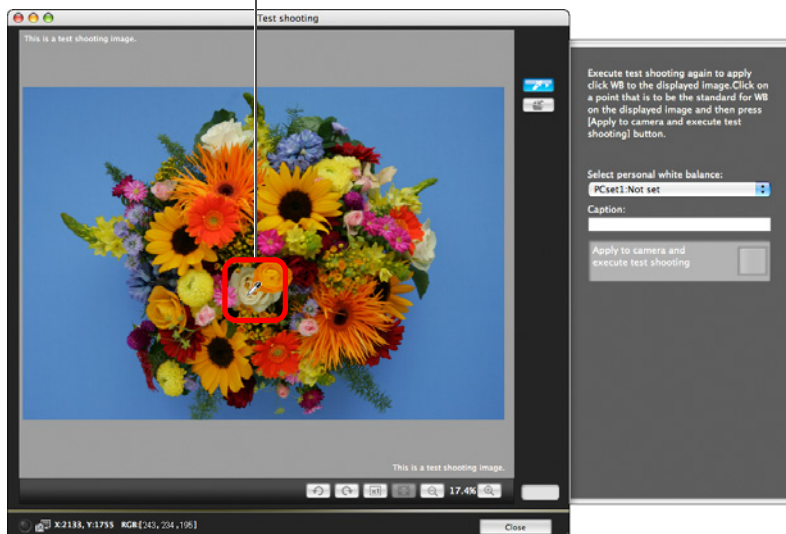 Test shooting
This is a test shooting image.
Execute test shooting again to apply
click WB to the displayed image.Click on
a point that is to be the standard for WB
on the displayed image and then press
[Apply to camera and execute test
shooting] button.
Select personal white balance:
PCset1:Not set
Caption:
Apply to camera and
execute test shooting
This is a test shooting image.
17.4%
X:2133, Y:1755 RGB[243, 234 ,195]
Close